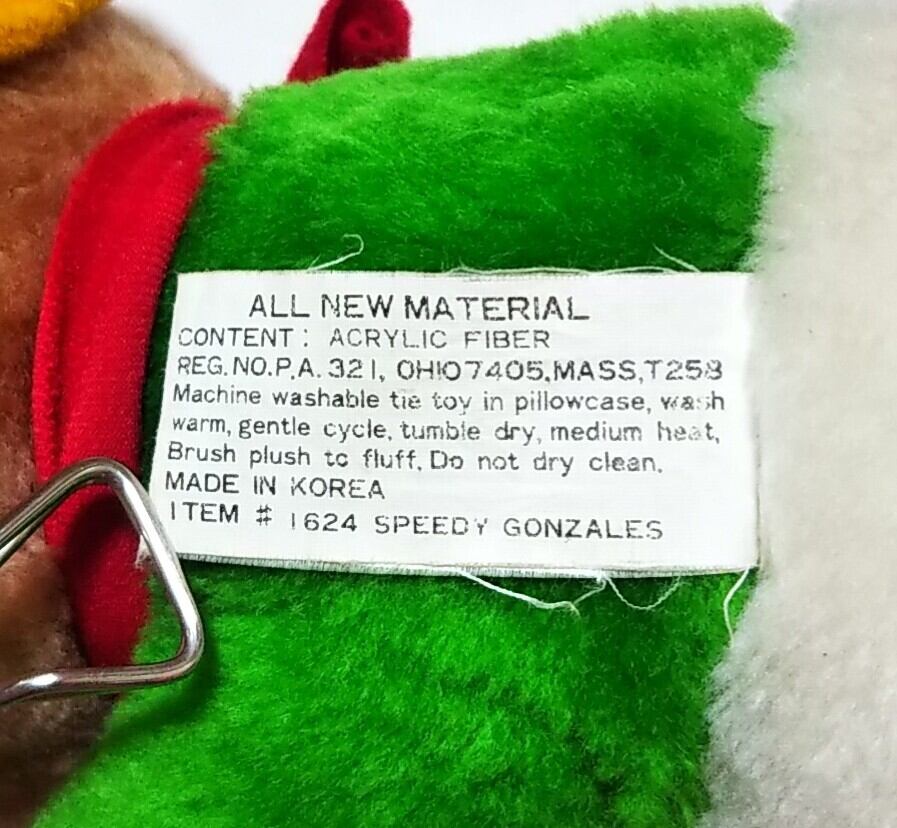 ALL NEW MATERIAL
CONTENT: ACRYLIC FIBER
REG.NO.P.A. 321, OHIO7405,MASS,T258
Machine washable tie toy in pillowcase, wash
warm, gentle cycle, tumble dry, medium heat,
Brush plush to fluff, Do not dry clean.
MADE IN KOREA
ITEM # 1624 SPEEDY GONZALES